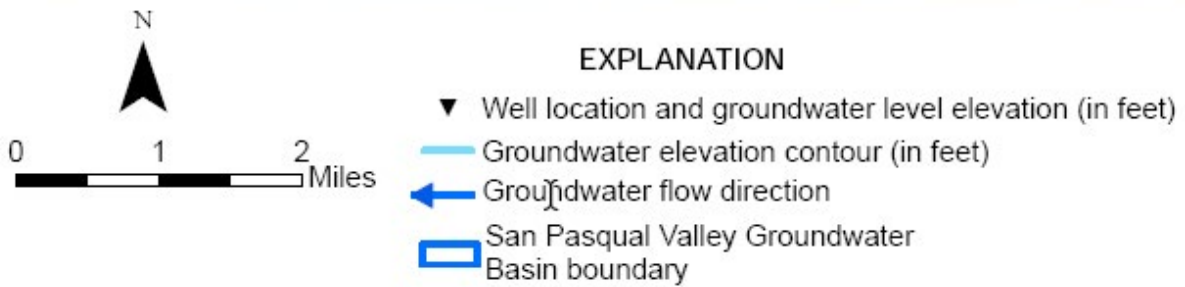 N
EXPLANATION
Well location and groundwater level elevation (in feet)
0 1 2
Groundwater elevation contour (in feet)
Miles
Groundwater flow direction
San Pasqual Valley Groundwater
Basin boundary